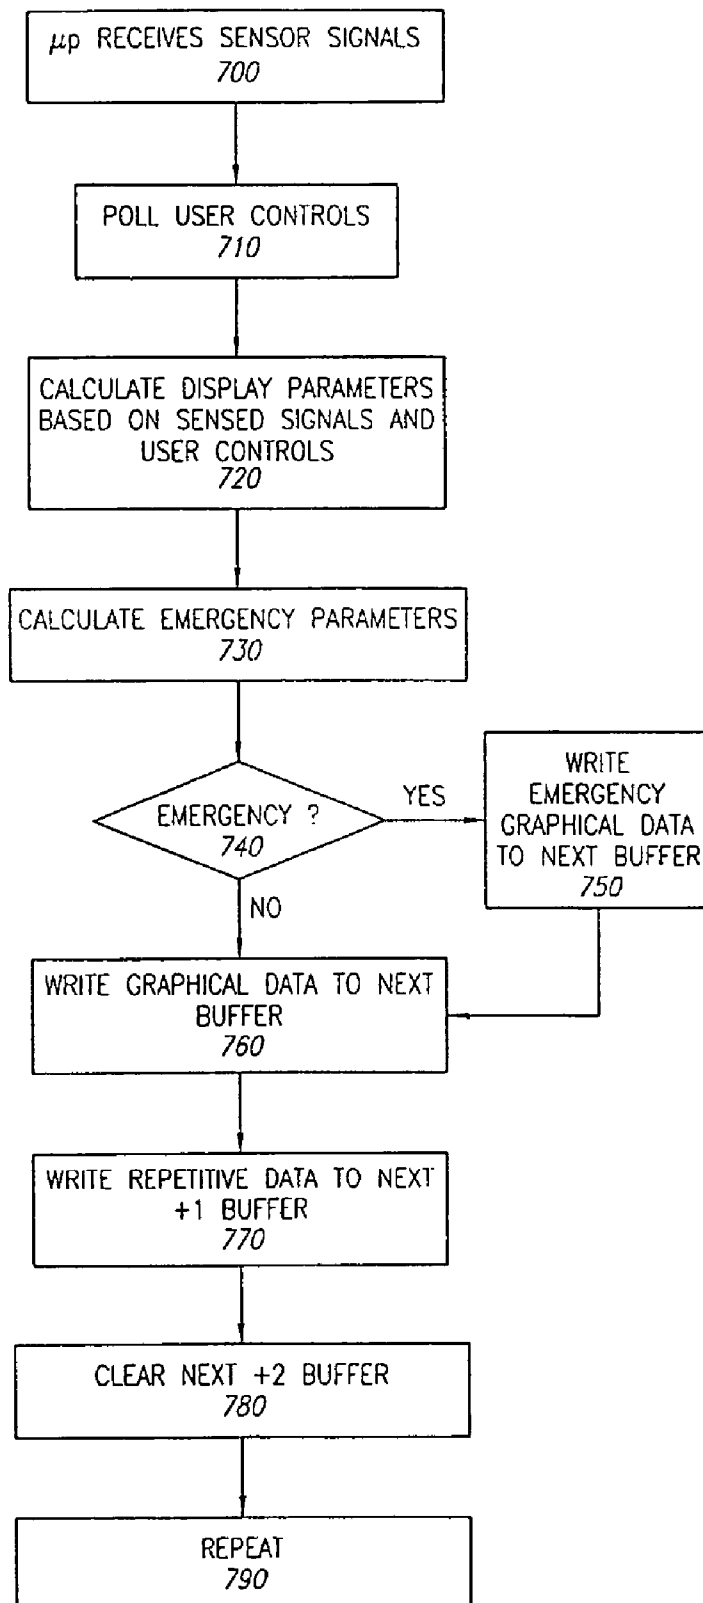 μp RECEIVES SENSOR SIGNALS
700
POLL USER CONTROLS
710
CALCULATE DISPLAY PARAMETERS
BASED ON SENSED SIGNALS AND
USER CONTROLS
720
CALCULATE EMERGENCY PARAMETERS
730
EMERGENCY ?
740
YES
WRITE
EMERGENCY
GRAPHICAL DATA
TO NEXT BUFFER
750
NO
WRITE GRAPHICAL DATA TO NEXT
BUFFER
760
WRITE REPETITIVE DATA TO NEXT
+1 BUFFER
770
CLEAR NEXT +2 BUFFER
780
REPEAT
790